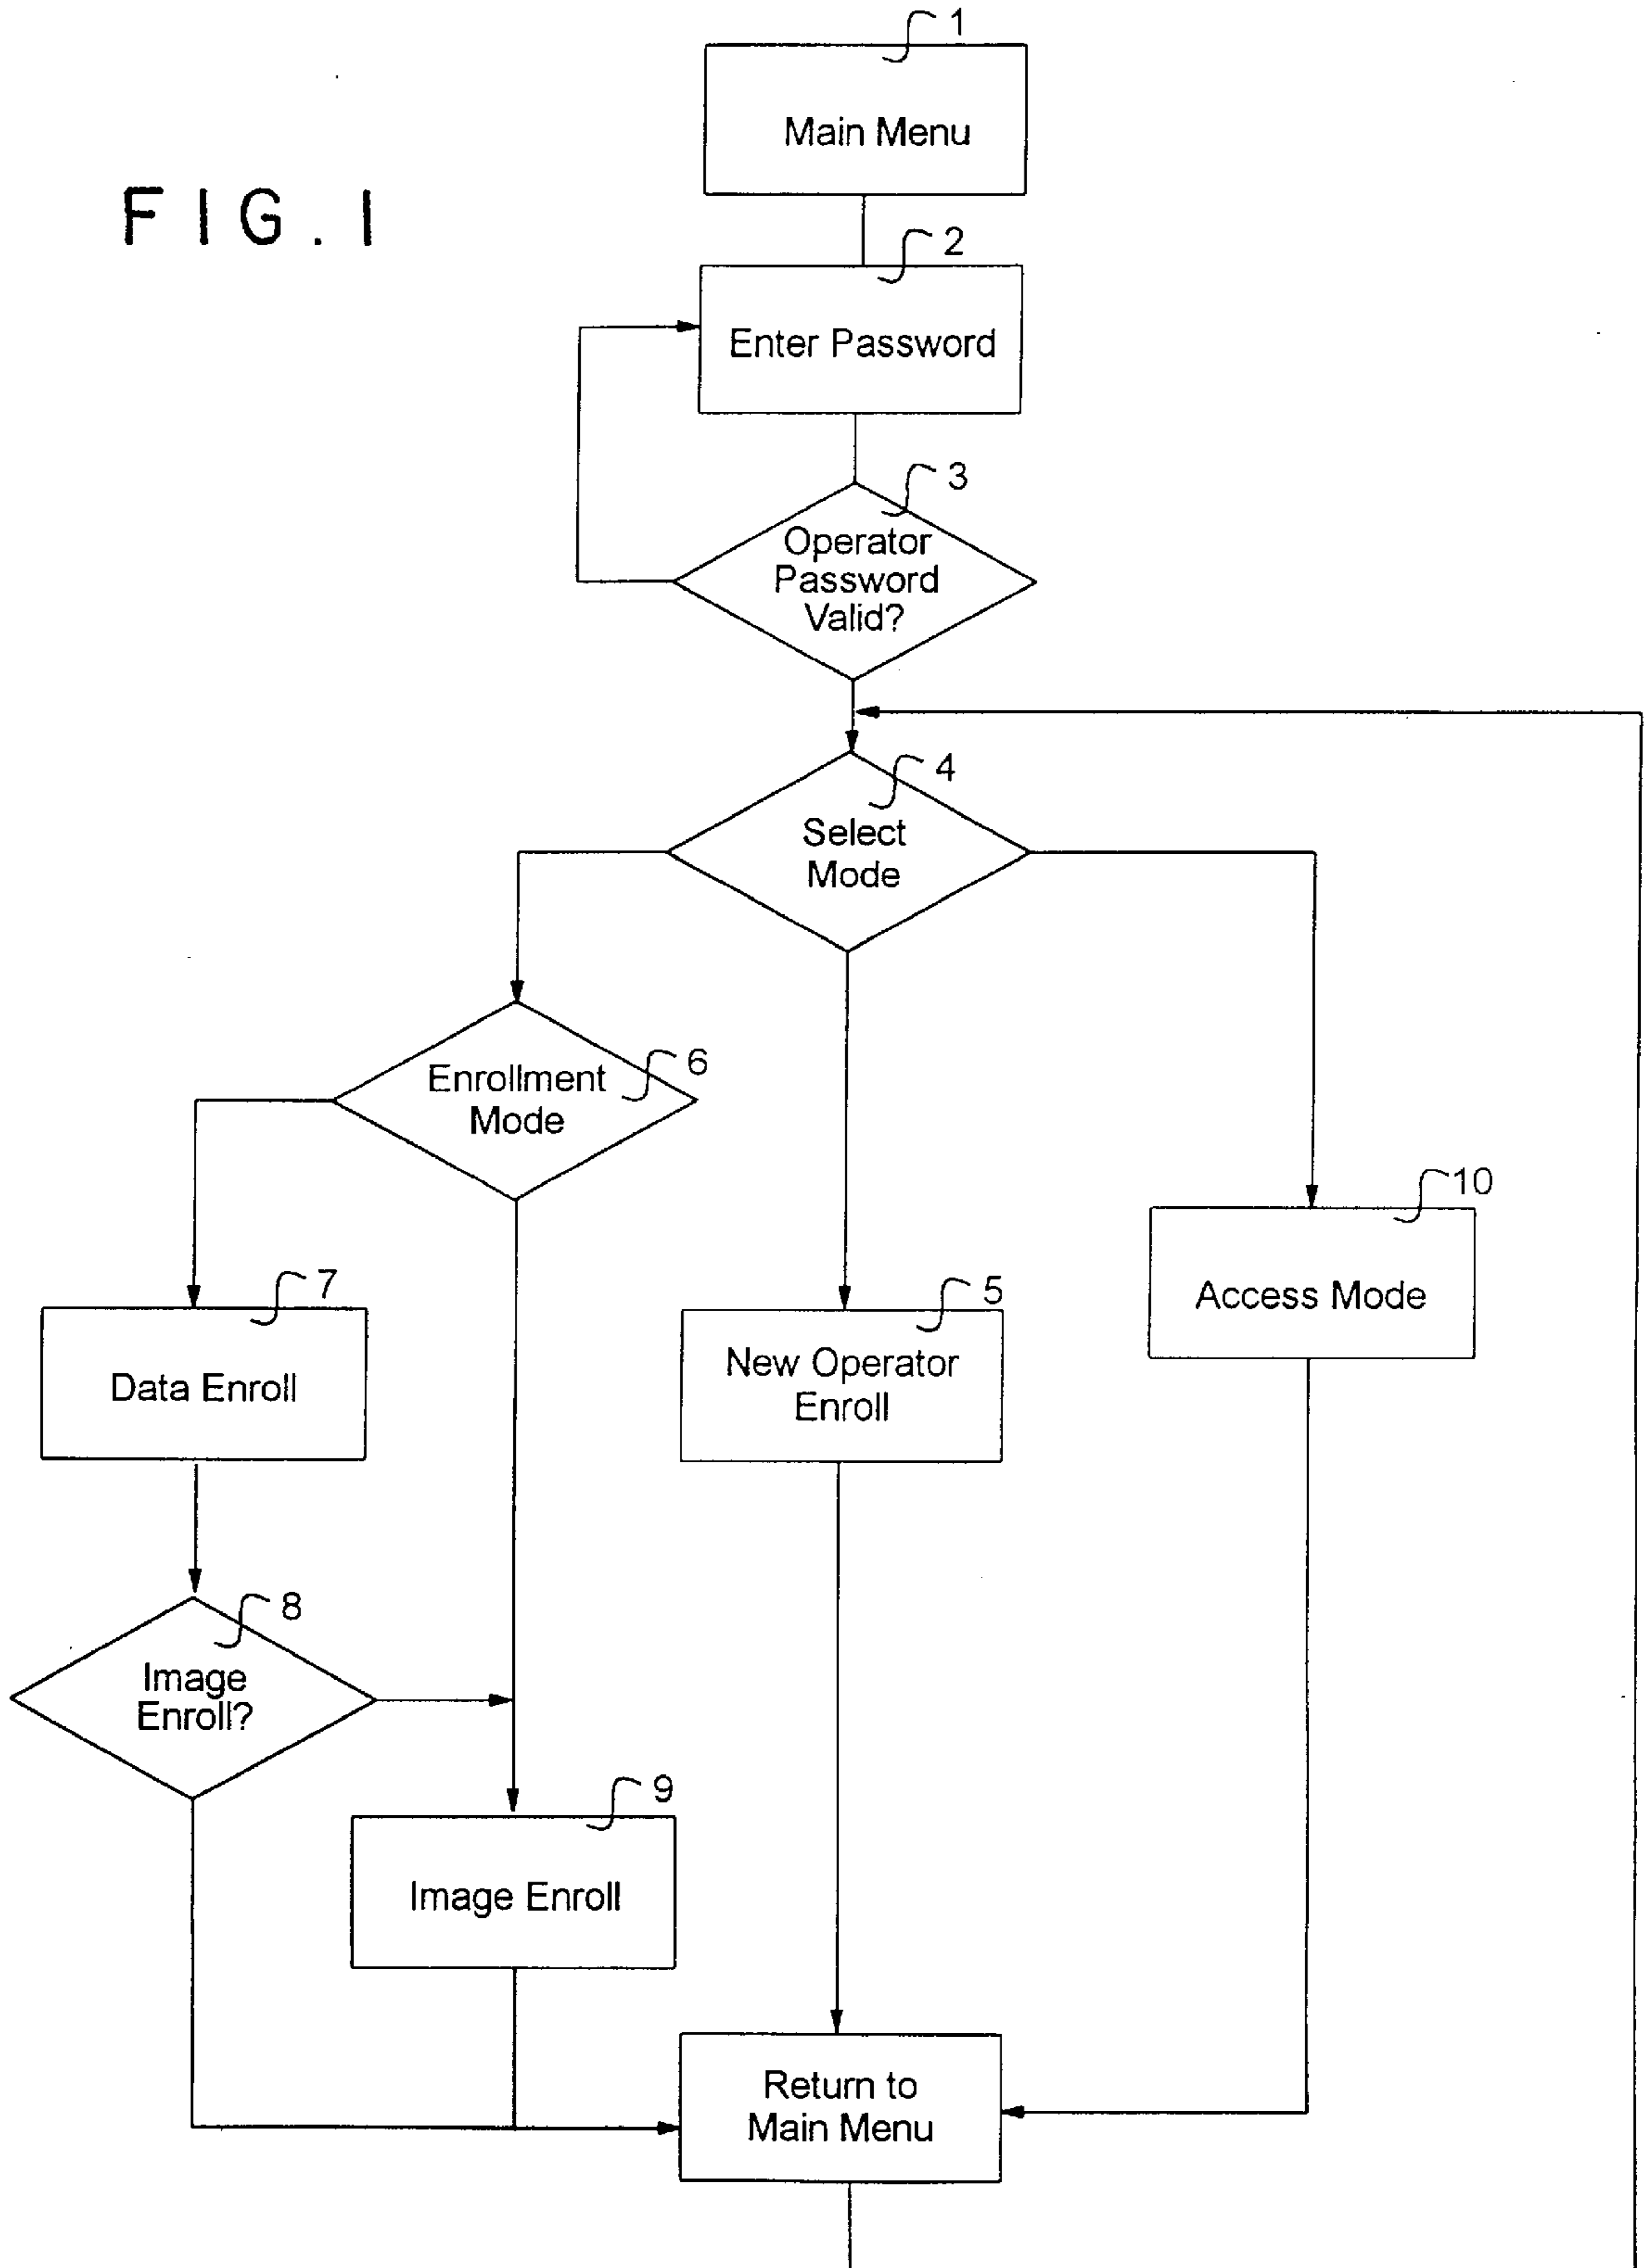 1
Main Menu
FIG. 1
2
Enter Password
3
Operator
Password
Valid?
4
Select
Mode
6
Enrollment
Mode
10
Access Mode
7
Data Enroll
5
New Operator
Enroll
8
Image
Enroll?
9
Image Enroll
Return to
Main Menu